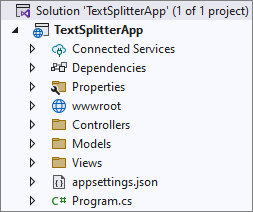 Solution 'TextSplitterApp' (1 of 1 project)
TextSplitterApp
Connected Services
Dependencies
Properties
wwwroot
Controllers
Models
Views
appsettings.json
C# Program.cs